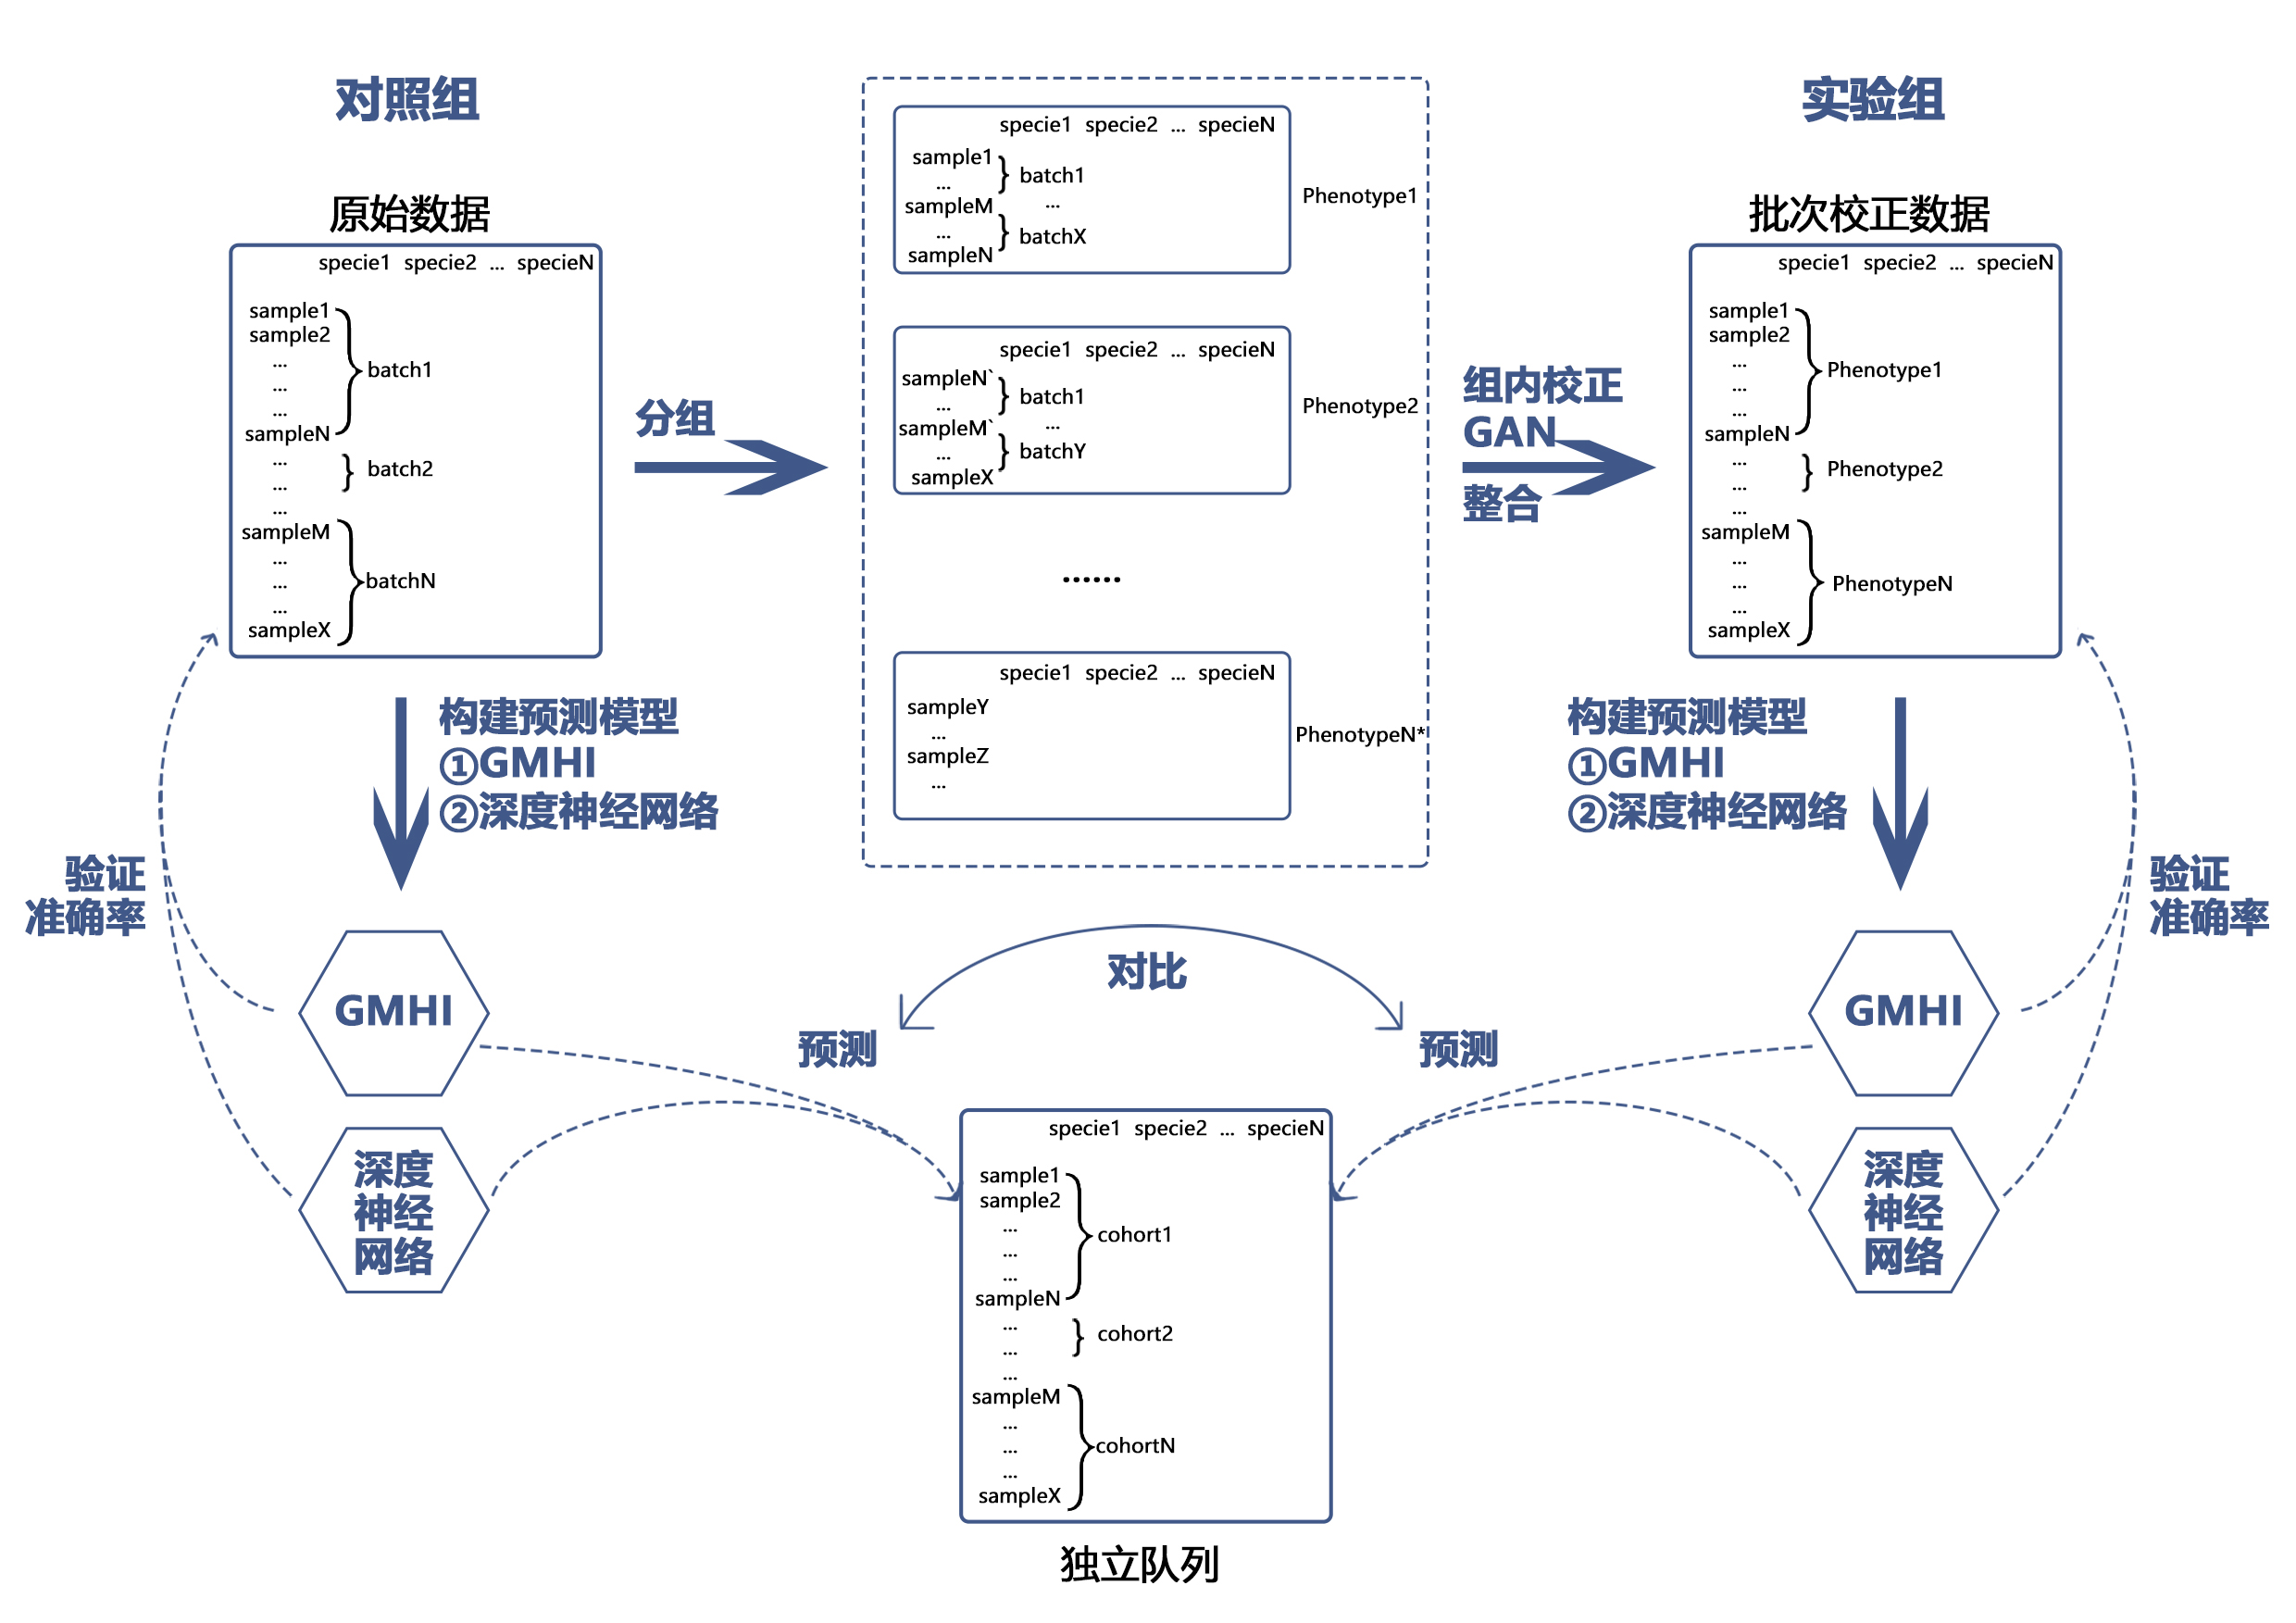 对照组
原始数据
specie1 specie2 ... specieN
sample1
sample2
...
...
...
sampleN
batch1
...
...
...
batch2
sampleM
...
...
...
sampleX
batchN
分组
specie1 specie2 ... specieN
sample1
...
sampleM
...
sampleN
batch1
...
batchX
Phenotype1
specie1 specie2 ... specieN
sampleN`
...
sampleM`
...
sampleX
batch1
...
batchY
Phenotype2
......
specie1 specie2 ... specieN
sampleY
...
sampleZ
...
PhenotypeN*
组内校正
GAN
整合
实验组
批次校正数据
specie1 specie2 ... specieN
sample1
sample2
...
...
...
sampleN
Phenotype1
...
...
...
Phenotype2
sampleM
...
...
...
sampleX
PhenotypeN
构建预测模型
①GMHI
②深度神经网络
构建预测模型
①GMHI
②深度神经网络
验证
准确率
验证
准确率
GMHI
深度
神经
网络
预测
对比
预测
GMHI
深度
神经
网络
specie1 specie2 ... specieN
sample1
sample2
...
...
...
sampleN
cohort1
...
...
...
cohort2
sampleM
...
...
...
sampleX
cohortN
独立队列